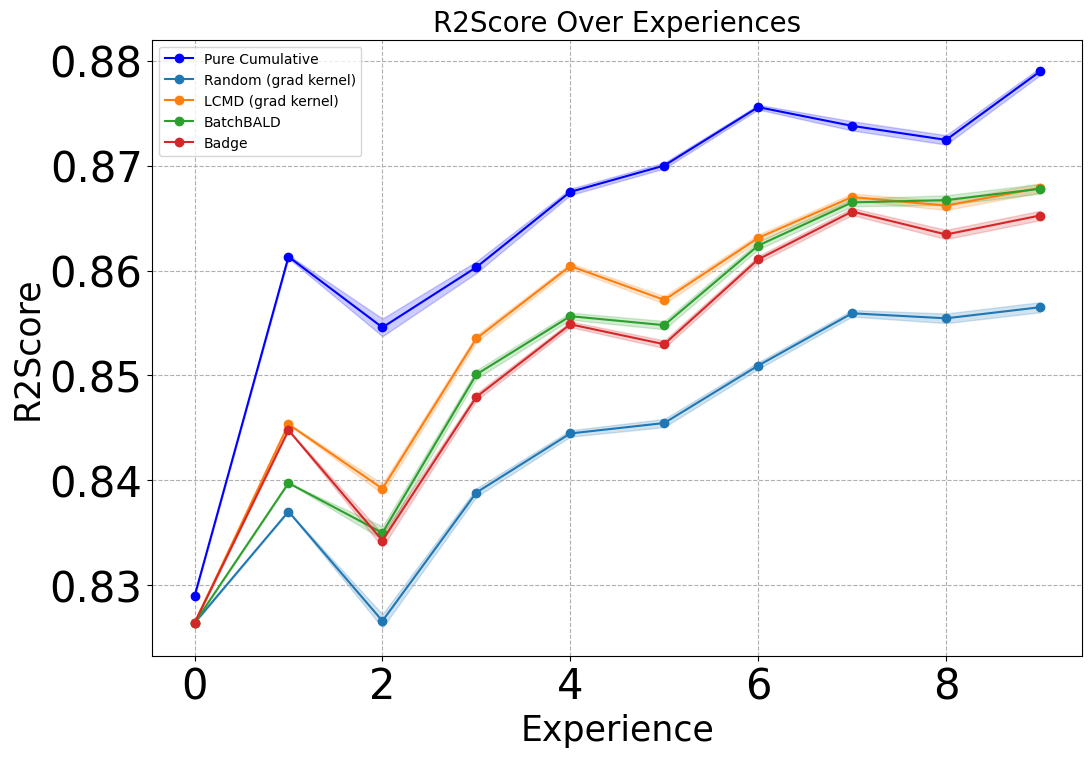 R2Score Over Experiences
0.88
0.87
0.86
0.85
0.84
0.83
R2Score
Pure Cumulative
Random (grad kernel)
LCMD (grad kernel)
BatchBALD
Badge
0 2 4 6 8
Experience